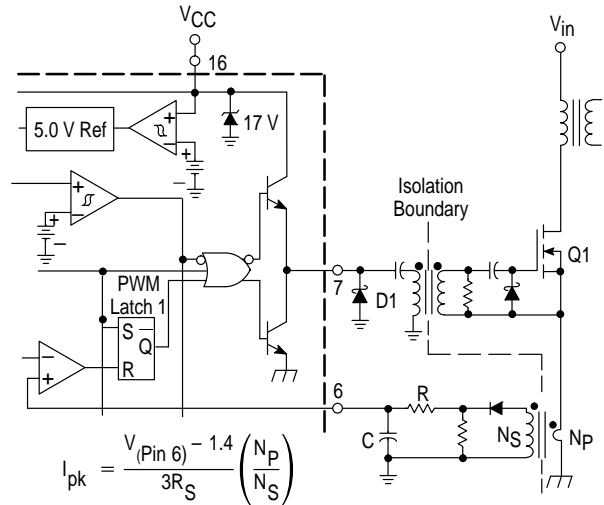 VCC
16
Vin
5.0 V Ref
+
−
17 V
+
−
+
−
+
−
Isolation
Boundary
Q1
PWM
Latch 1
7
D1
S
Q̅
R
−
+
6
R
C
NS
NP
Ipk = V(Pin 6) − 1.4 / 3RS (NP / NS)